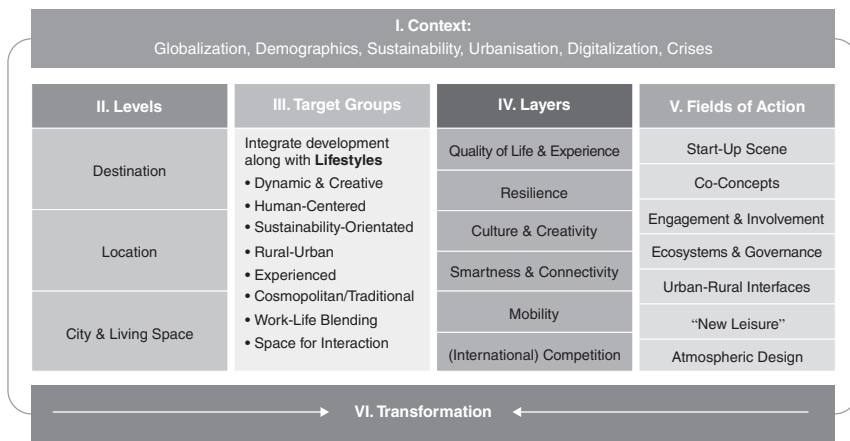 I. Context:
Globalization, Demographics, Sustainability, Urbanisation, Digitalization, Crises
II. Levels
Destination
Location
City & Living Space
III. Target Groups
Integrate development
along with Lifestyles
• Dynamic & Creative
• Human-Centered
• Sustainability-Orientated
• Rural-Urban
• Experienced
• Cosmopolitan/Traditional
• Work-Life Blending
• Space for Interaction
IV. Layers
Quality of Life & Experience
Resilience
Culture & Creativity
Smartness & Connectivity
Mobility
(International) Competition
V. Fields of Action
Start-Up Scene
Co-Concepts
Engagement & Involvement
Ecosystems & Governance
Urban-Rural Interfaces
“New Leisure”
Atmospheric Design
VI. Transformation